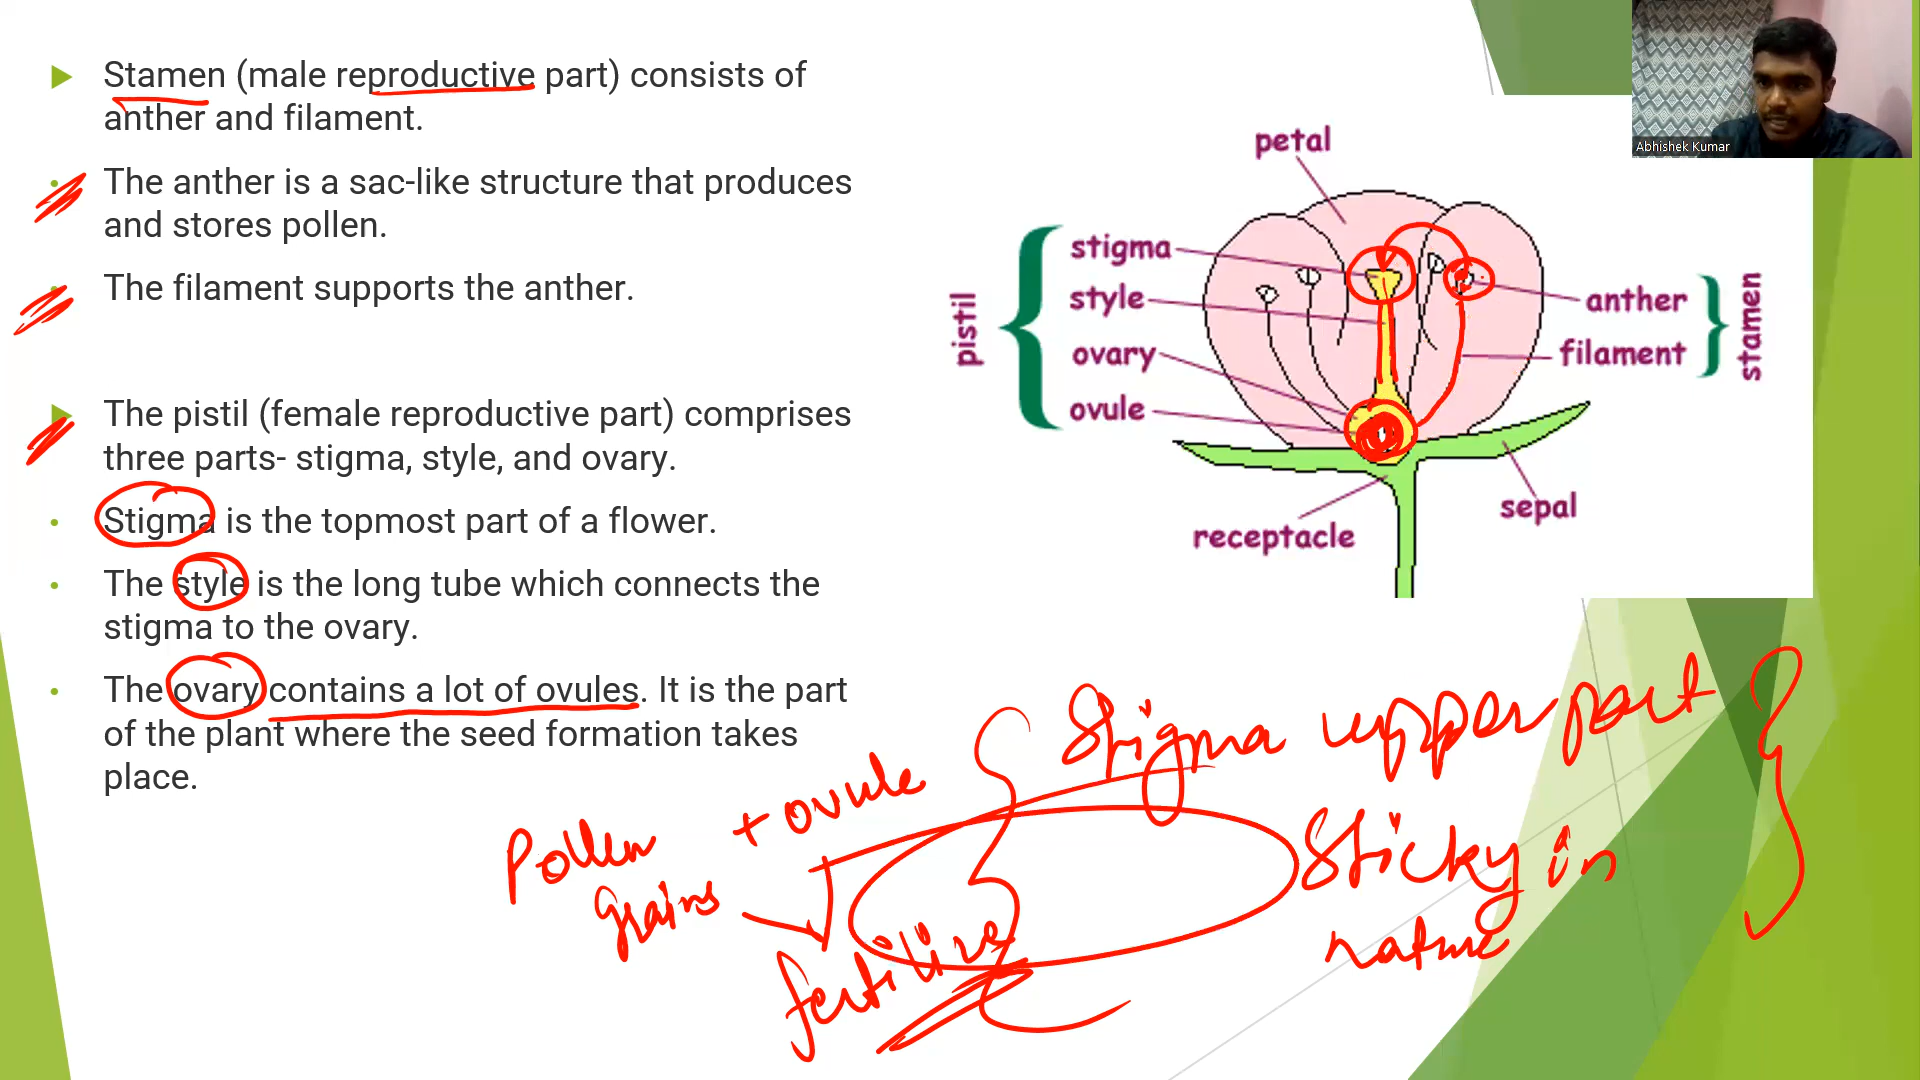 Stamen (male reproductive part) consists of
anther and filament.
The anther is a sac-like structure that produces
and stores pollen.
The filament supports the anther.
The pistil (female reproductive part) comprises
three parts- stigma, style, and ovary.
Stigma is the topmost part of a flower.
The style is the long tube which connects the
stigma to the ovary.
The ovary contains a lot of ovules. It is the part
of the plant where the seed formation takes
place.
petal
stigma
style
ovary
ovule
pistil
anther
filament
stamen
sepal
receptacle
Abhishek Kumar
Stigma upper part
Sticky in
nature
Pollen + ovule
grains